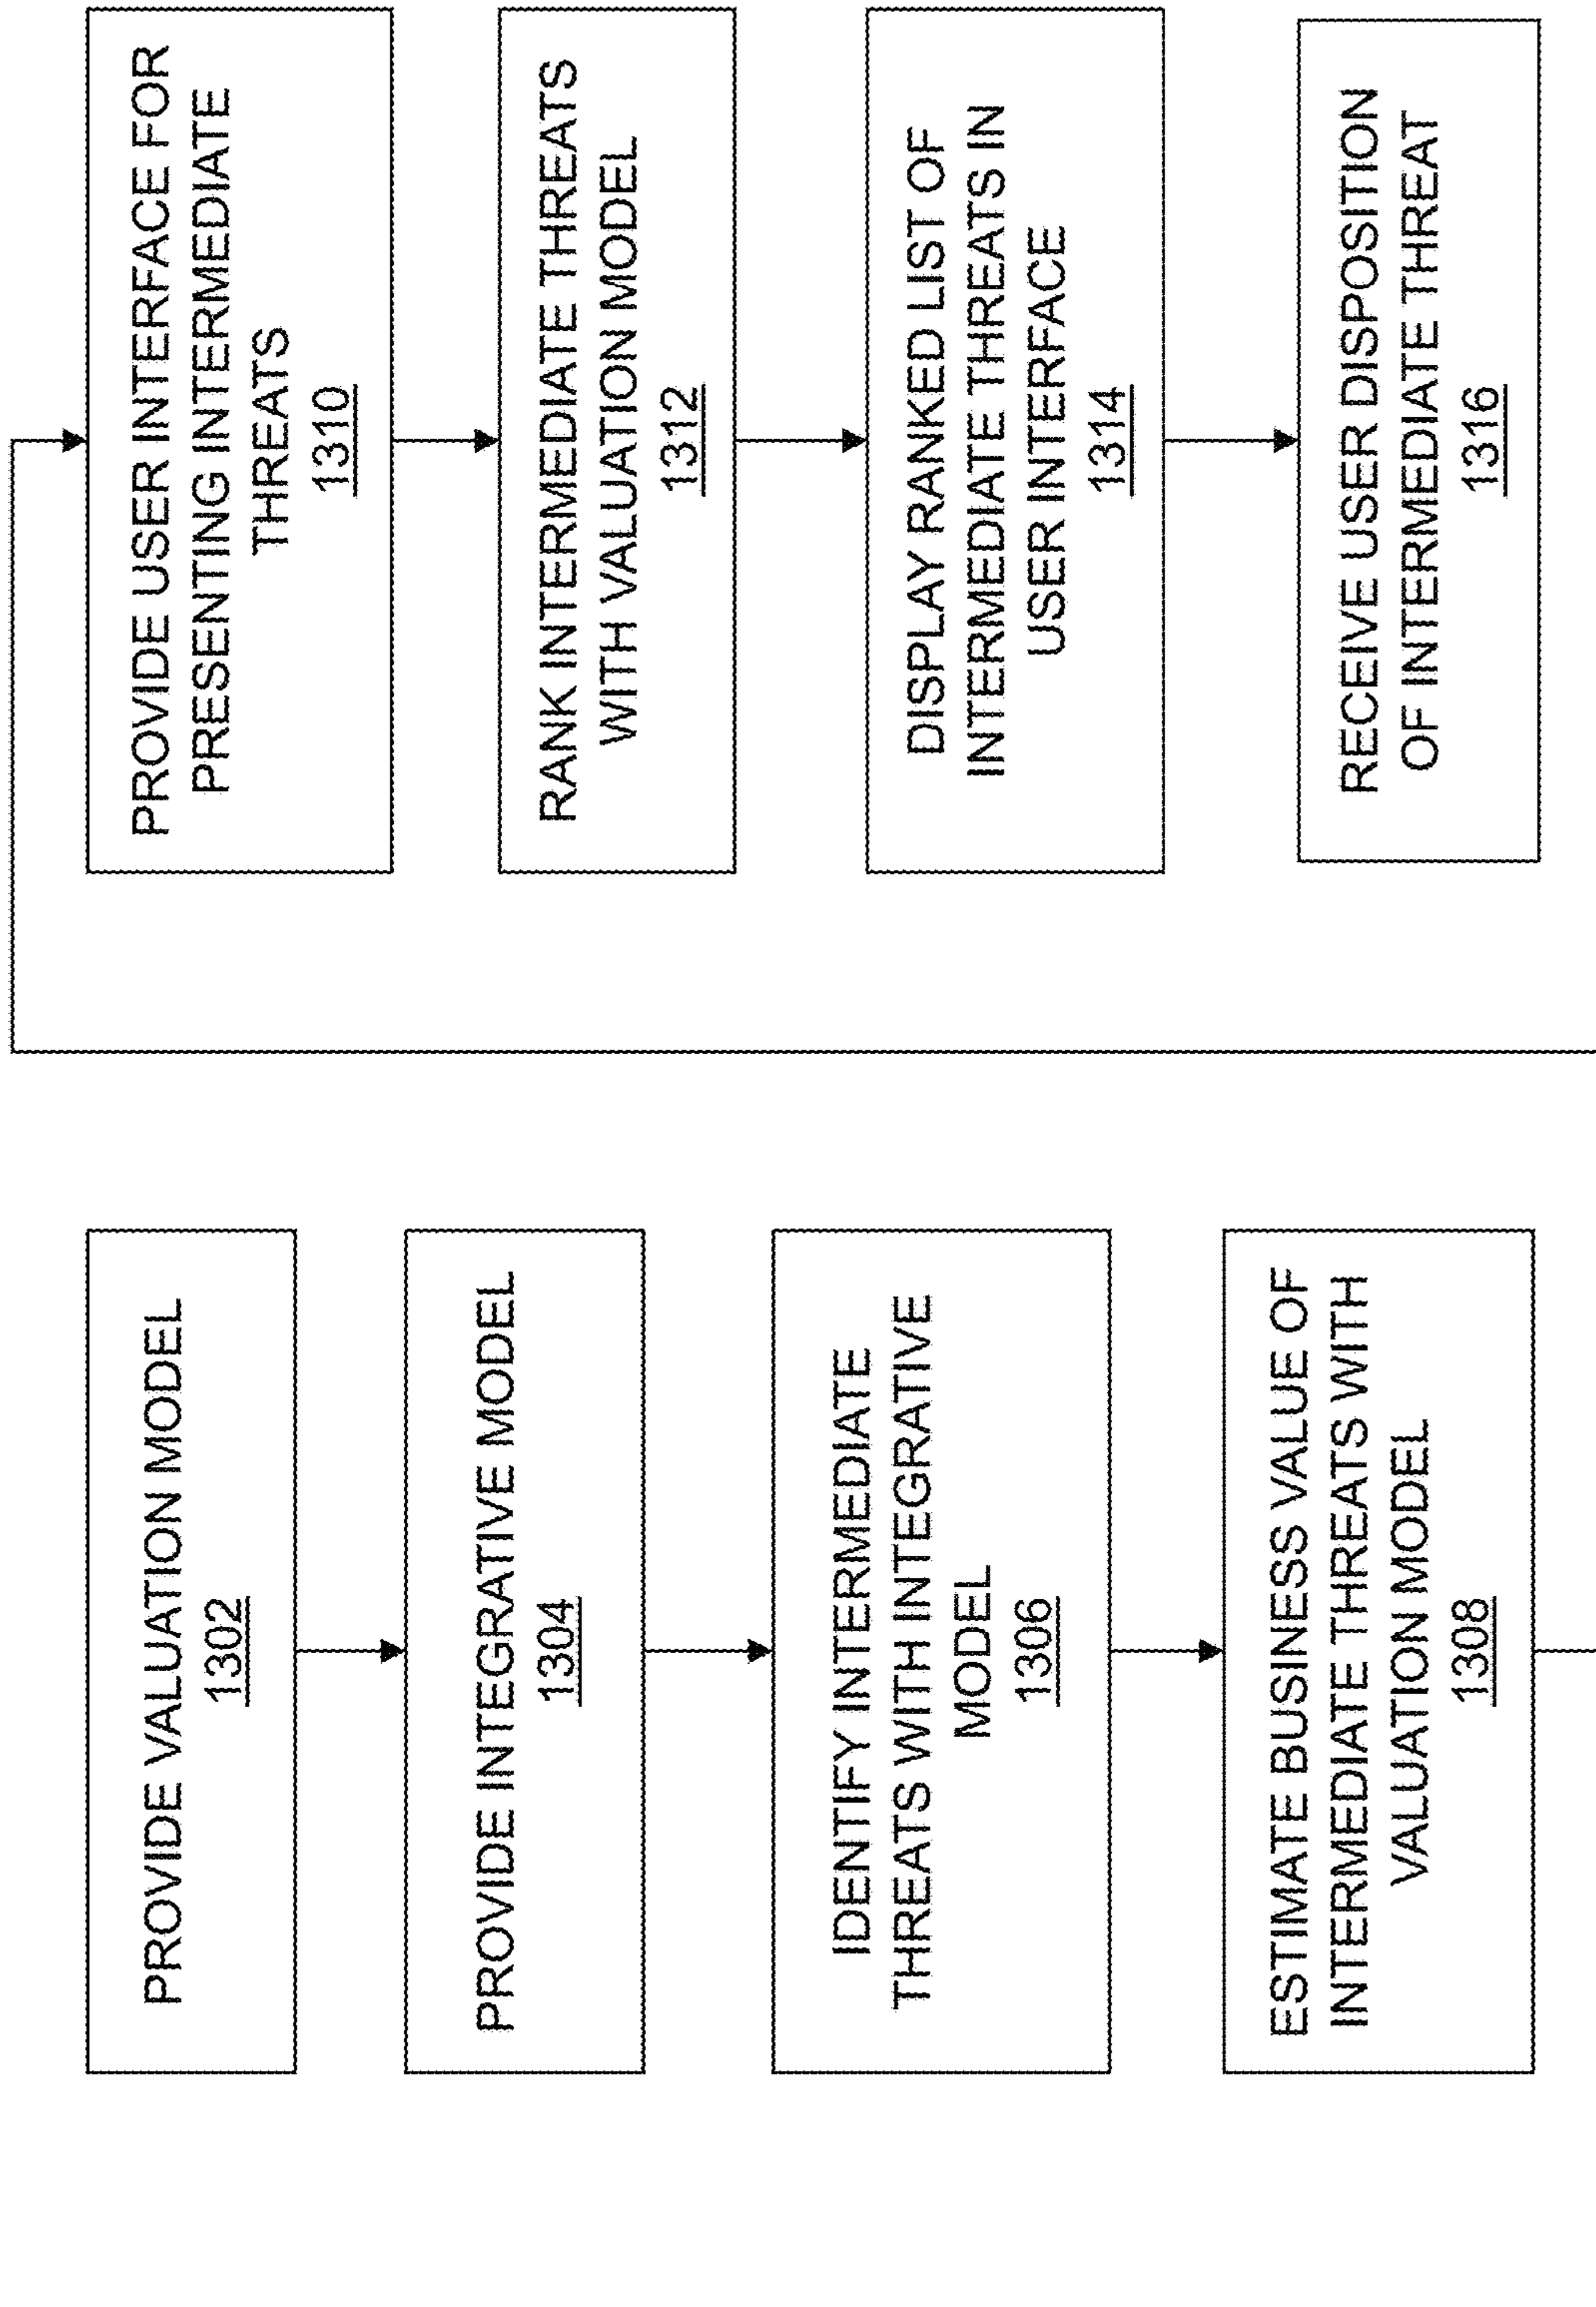 PROVIDE VALUATION MODEL
1302
PROVIDE INTEGRATIVE MODEL
1304
IDENTIFY INTERMEDIATE
THREATS WITH INTEGRATIVE
MODEL
1306
ESTIMATE BUSINESS VALUE OF
INTERMEDIATE THREATS WITH
VALUATION MODEL
1308
PROVIDE USER INTERFACE FOR
PRESENTING INTERMEDIATE
THREATS
1310
RANK INTERMEDIATE THREATS
WITH VALUATION MODEL
1312
DISPLAY RANKED LIST OF
INTERMEDIATE THREATS IN
USER INTERFACE
1314
RECEIVE USER DISPOSITION
OF INTERMEDIATE THREAT
1316